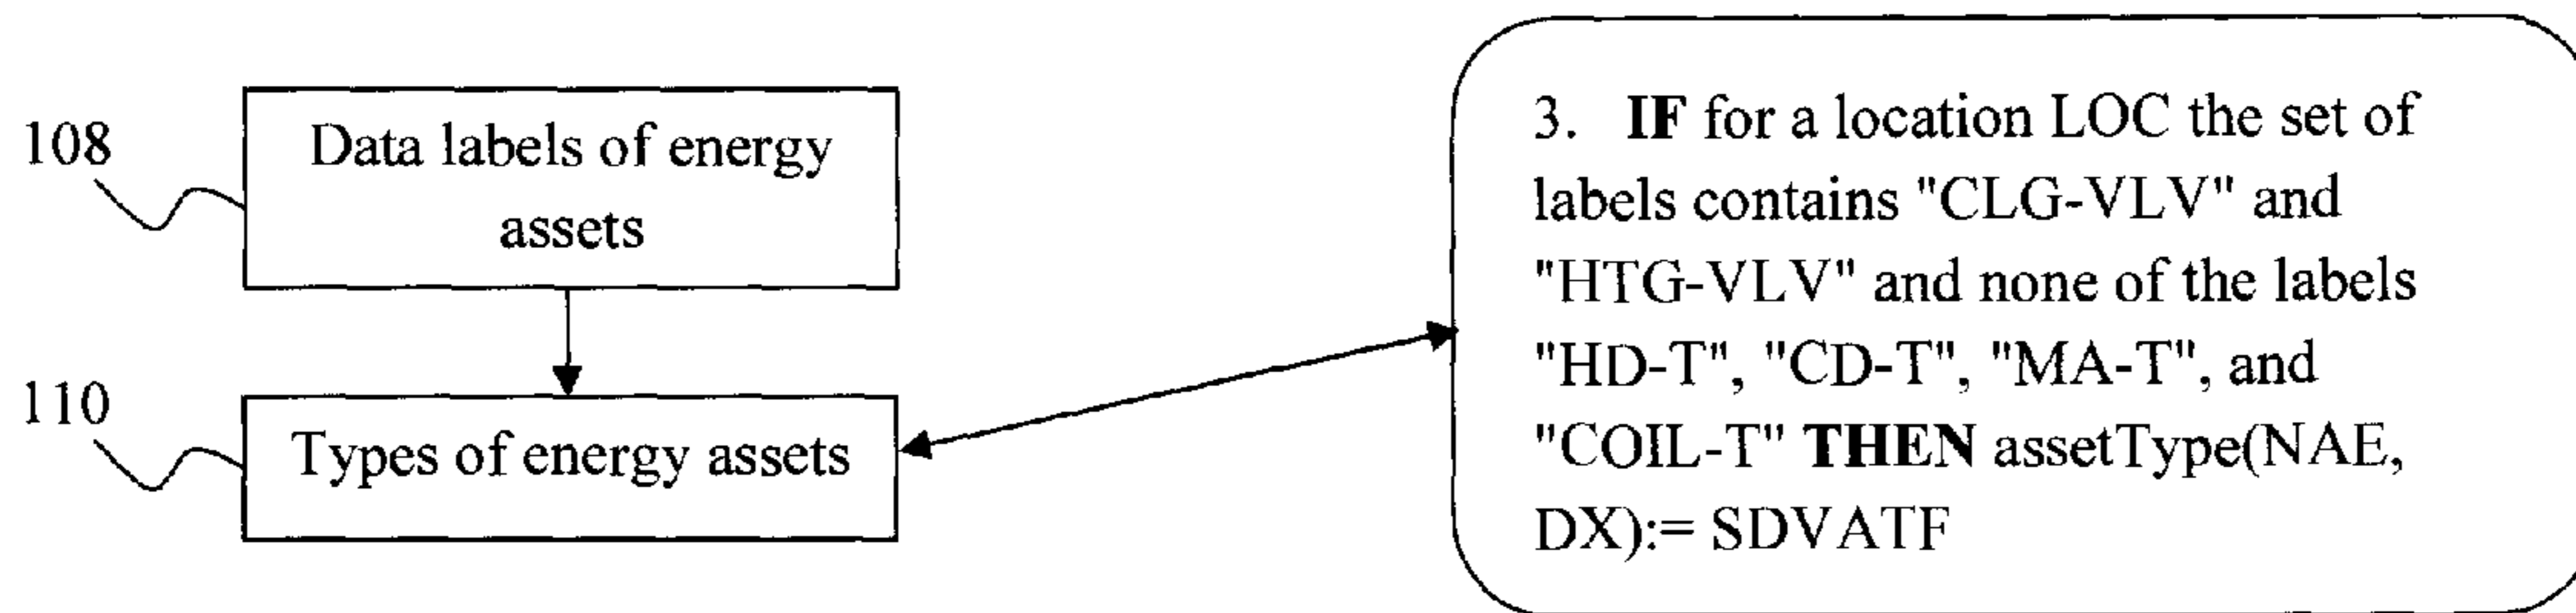 108
Data labels of energy
assets
110
Types of energy assets
3. IF for a location LOC the set of
labels contains "CLG-VLV" and
"HTG-VLV" and none of the labels
"HD-T", "CD-T", "MA-T", and
"COIL-T" THEN assetType(NAE,
DX):= SDVATF